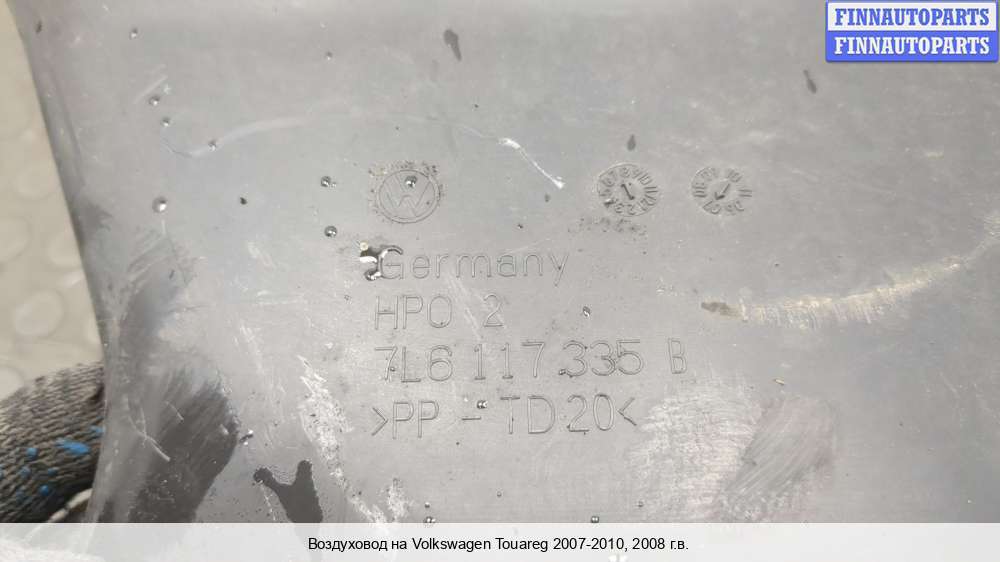 FINNAUTOPARTS
FINNAUTOPARTS
Germany
HPO 2
7L6 117 335 B
>PP - TD20<
Воздуховод на Volkswagen Touareg 2007-2010, 2008 г.в.